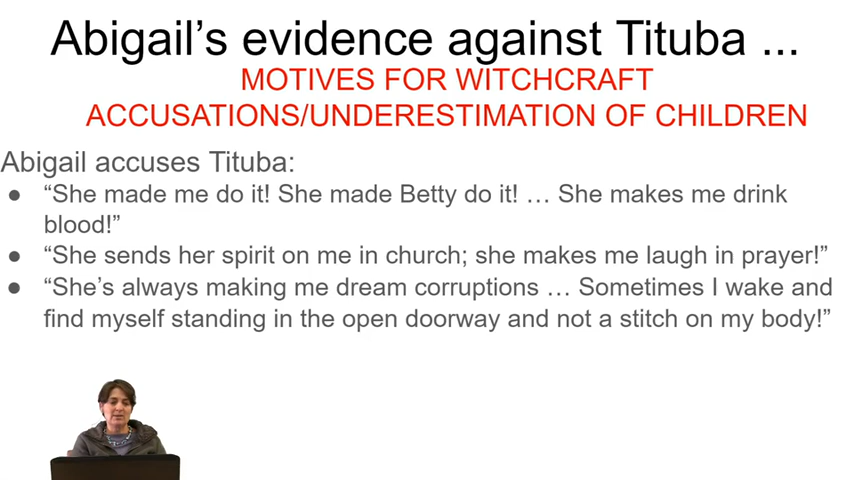 Abigail’s evidence against Tituba ...
MOTIVES FOR WITCHCRAFT
ACCUSATIONS/UNDERESTIMATION OF CHILDREN
Abigail accuses Tituba:
● “She made me do it! She made Betty do it! … She makes me drink
blood!”
● “She sends her spirit on me in church; she makes me laugh in prayer!”
● “She’s always making me dream corruptions … Sometimes I wake and
find myself standing in the open doorway and not a stitch on my body!”